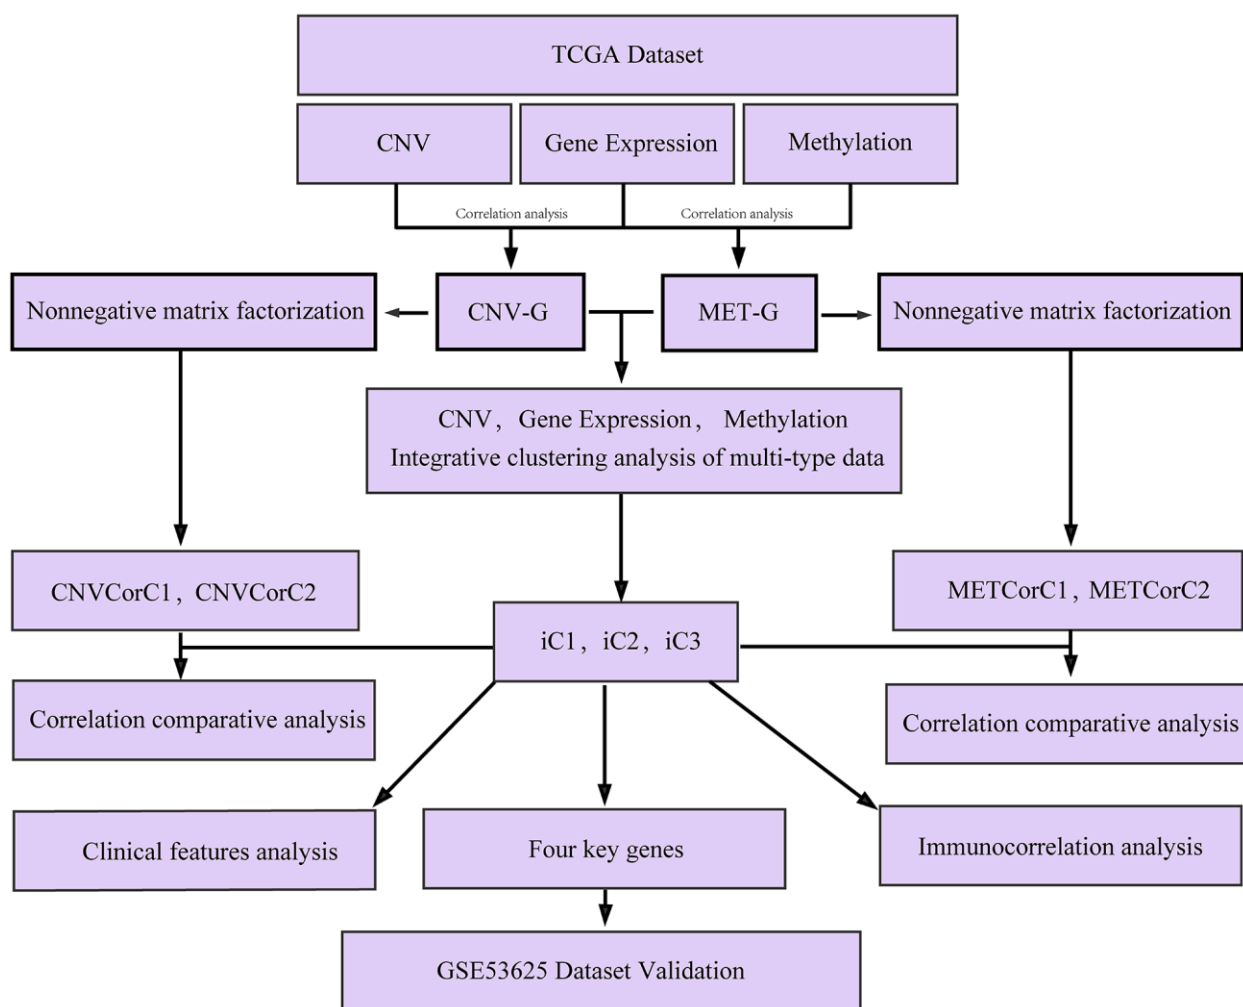 TCGA Dataset
CNV
Gene Expression
Methylation
Correlation analysis
Correlation analysis
Nonnegative matrix factorization
CNV-G
MET-G
Nonnegative matrix factorization
CNV, Gene Expression, Methylation
Integrative clustering analysis of multi-type data
CNVCorC1, CNVCorC2
METCorC1, METCorC2
iC1, iC2, iC3
Correlation comparative analysis
Correlation comparative analysis
Clinical features analysis
Four key genes
Immunocorrelation analysis
GSE53625 Dataset Validation